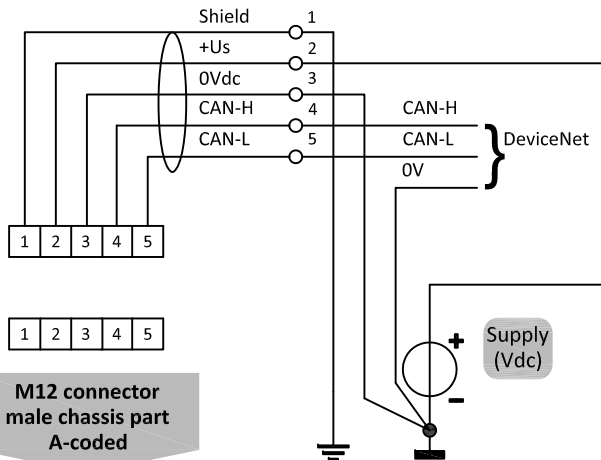 Shield 1
+Us 2
0Vdc 3
CAN-H 4 CAN-H
CAN-L 5 CAN-L DeviceNet
0V
1 2 3 4 5
1 2 3 4 5
+ Supply
(Vdc)
–
M12 connector
male chassis part
A-coded